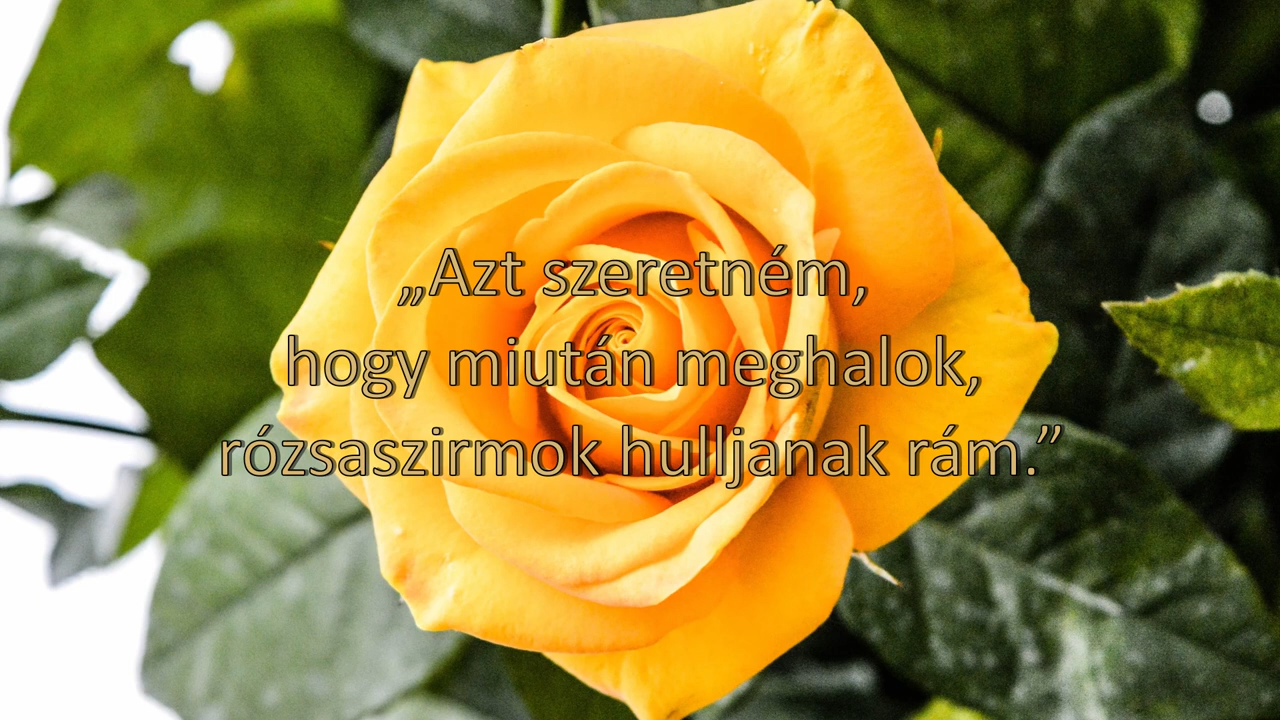 „Azt szeretném,
hogy miután meghalok,
rózsaszirmok hulljanak rám.”